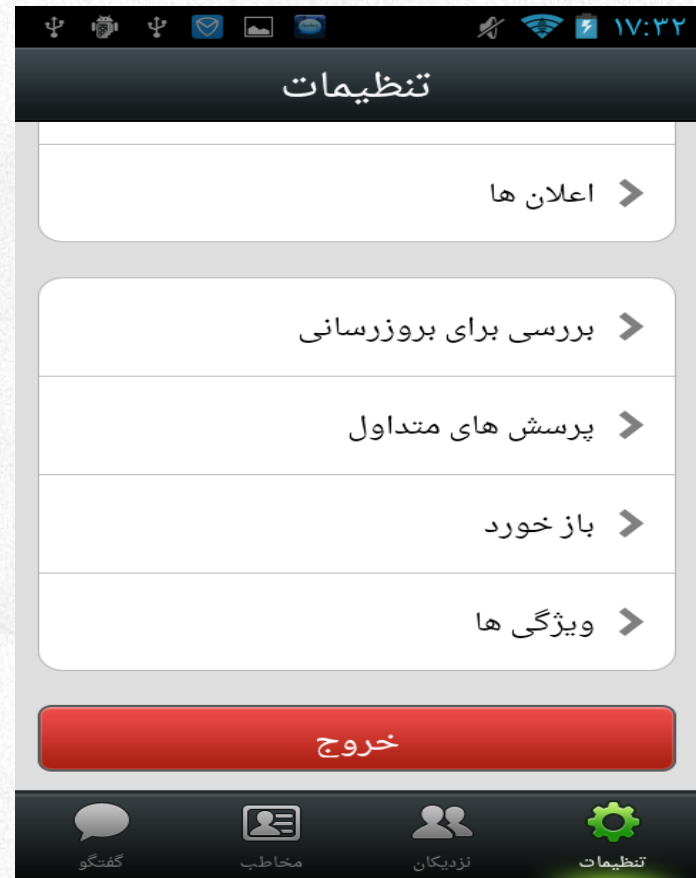 ۱۷:۳۲
تنظیمات
اعلان ها
بررسی برای بروزرسانی
پرسش های متداول
باز خورد
ویژگی ها
خروج
تنظیمات
نزدیکان
مخاطب
گفتگو